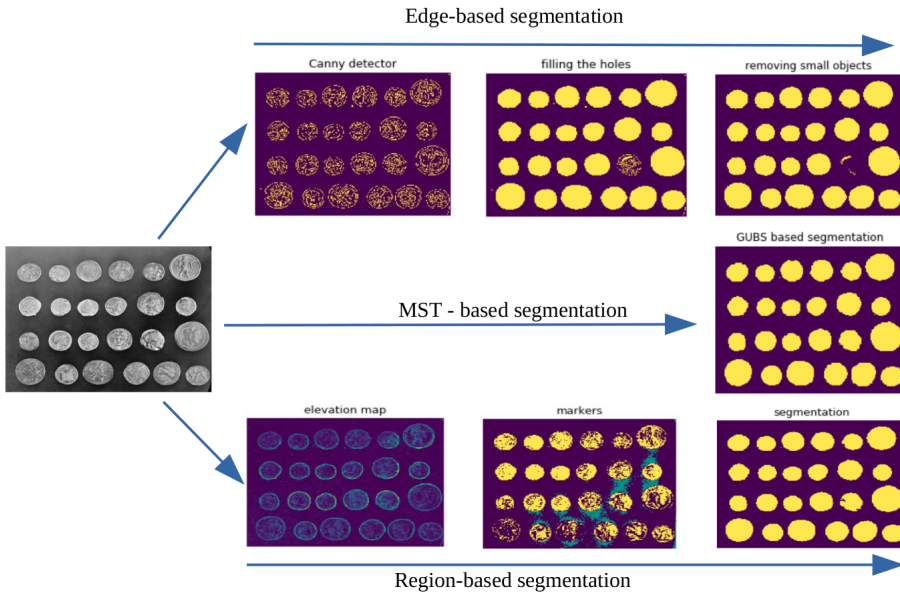 Edge-based segmentation
Canny detector
filling the holes
removing small objects
GUBS based segmentation
MST - based segmentation
elevation map
markers
segmentation
Region-based segmentation